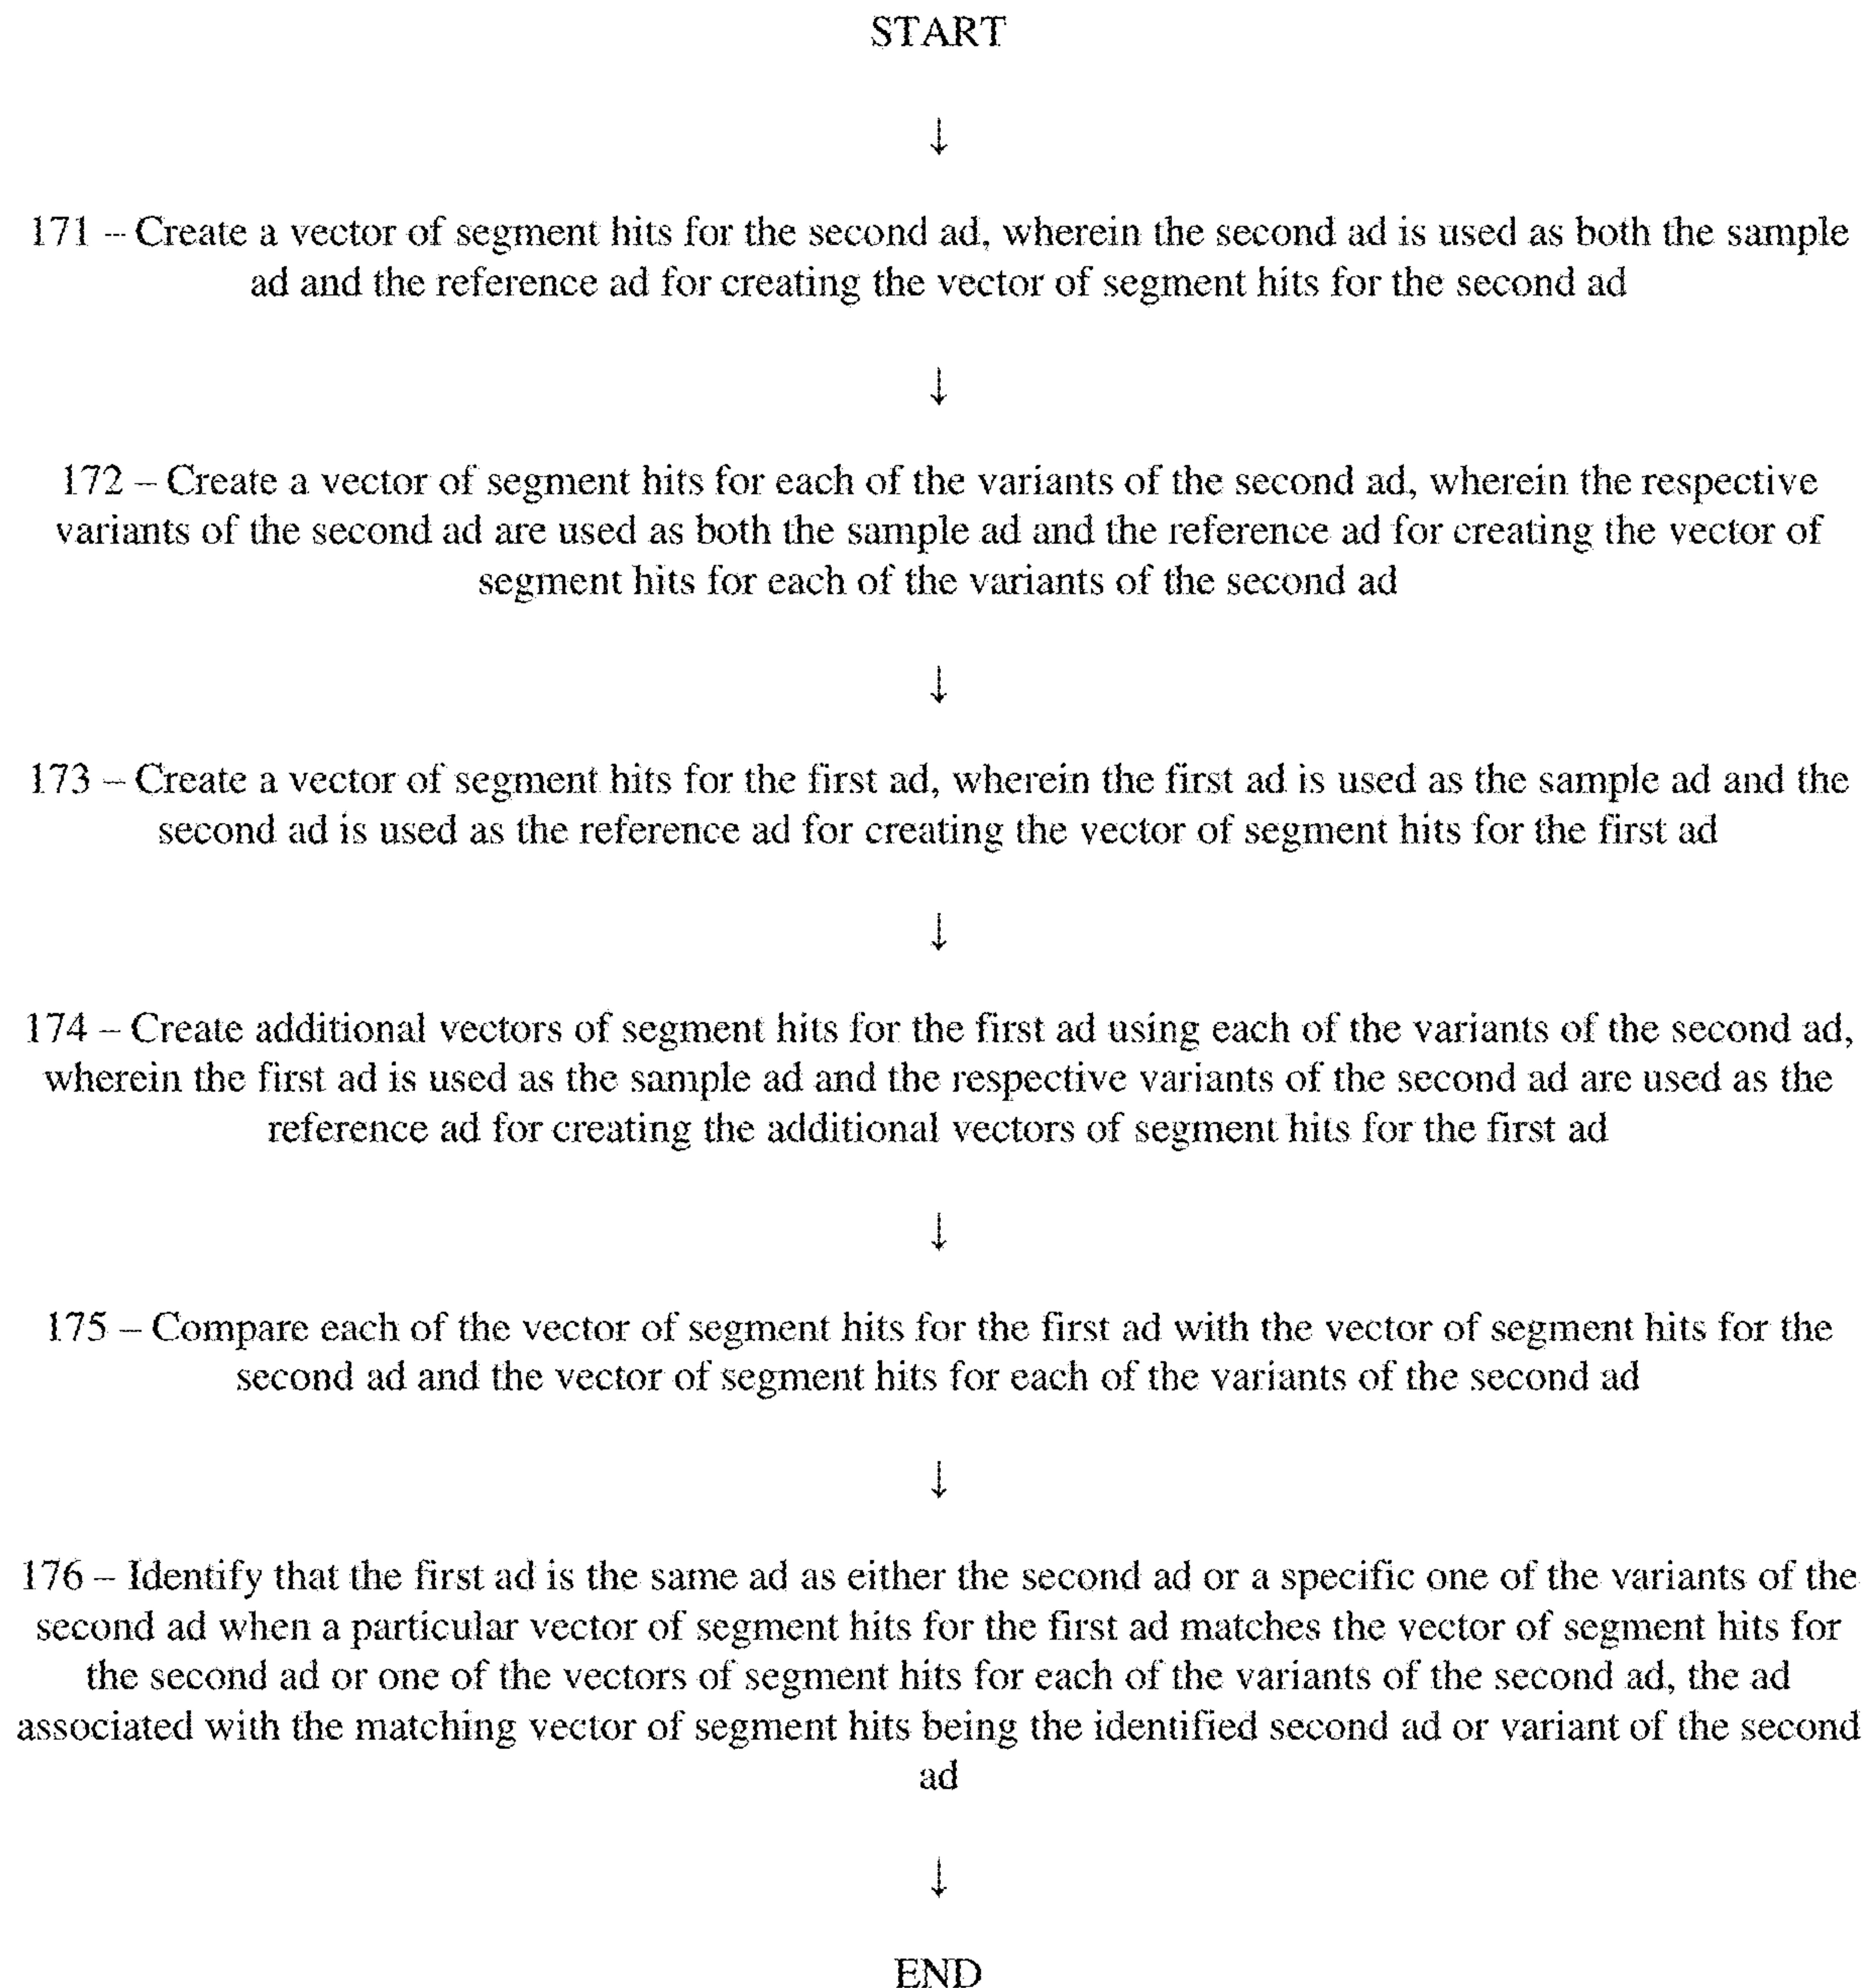 START
↓
171 -- Create a vector of segment hits for the second ad, wherein the second ad is used as both the sample
ad and the reference ad for creating the vector of segment hits for the second ad
↓
172 – Create a vector of segment hits for each of the variants of the second ad, wherein the respective
variants of the second ad are used as both the sample ad and the reference ad for creating the vector of
segment hits for each of the variants of the second ad
↓
173 – Create a vector of segment hits for the first ad, wherein the first ad is used as the sample ad and the
second ad is used as the reference ad for creating the vector of segment hits for the first ad
↓
174 – Create additional vectors of segment hits for the first ad using each of the variants of the second ad,
wherein the first ad is used as the sample ad and the respective variants of the second ad are used as the
reference ad for creating the additional vectors of segment hits for the first ad
↓
175 – Compare each of the vector of segment hits for the first ad with the vector of segment hits for the
second ad and the vector of segment hits for each of the variants of the second ad
↓
176 – Identify that the first ad is the same ad as either the second ad or a specific one of the variants of the
second ad when a particular vector of segment hits for the first ad matches the vector of segment hits for
the second ad or one of the vectors of segment hits for each of the variants of the second ad, the ad
associated with the matching vector of segment hits being the identified second ad or variant of the second
ad
↓
END